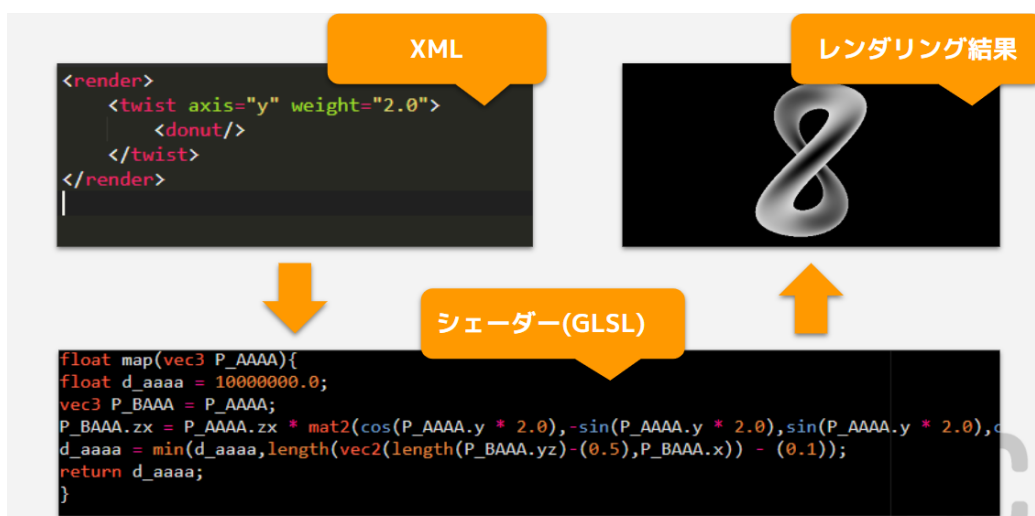 XML
<render>
<twist axis="y" weight="2.0">
<donut/>
</twist>
</render>
レンダリング結果
シェーダー(GLSL)
float map(vec3 P_AAAA){
float d_aaaa = 10000000.0;
vec3 P_BAAA = P_AAAA;
P_BAAA.zx = P_AAAA.zx * mat2(cos(P_AAAA.y * 2.0),-sin(P_AAAA.y * 2.0),sin(P_AAAA.y * 2.0),
d_aaaa = min(d_aaaa,length(vec2(length(P_BAAA.yz)-(0.5),P_BAAA.x)) - (0.1));
return d_aaaa;
}